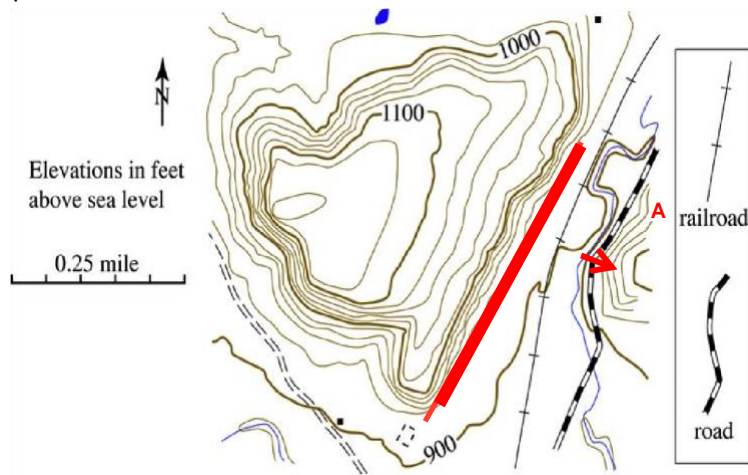 1000
N
1100
Elevations in feet
above sea level
A
railroad
0.25 mile
900
road